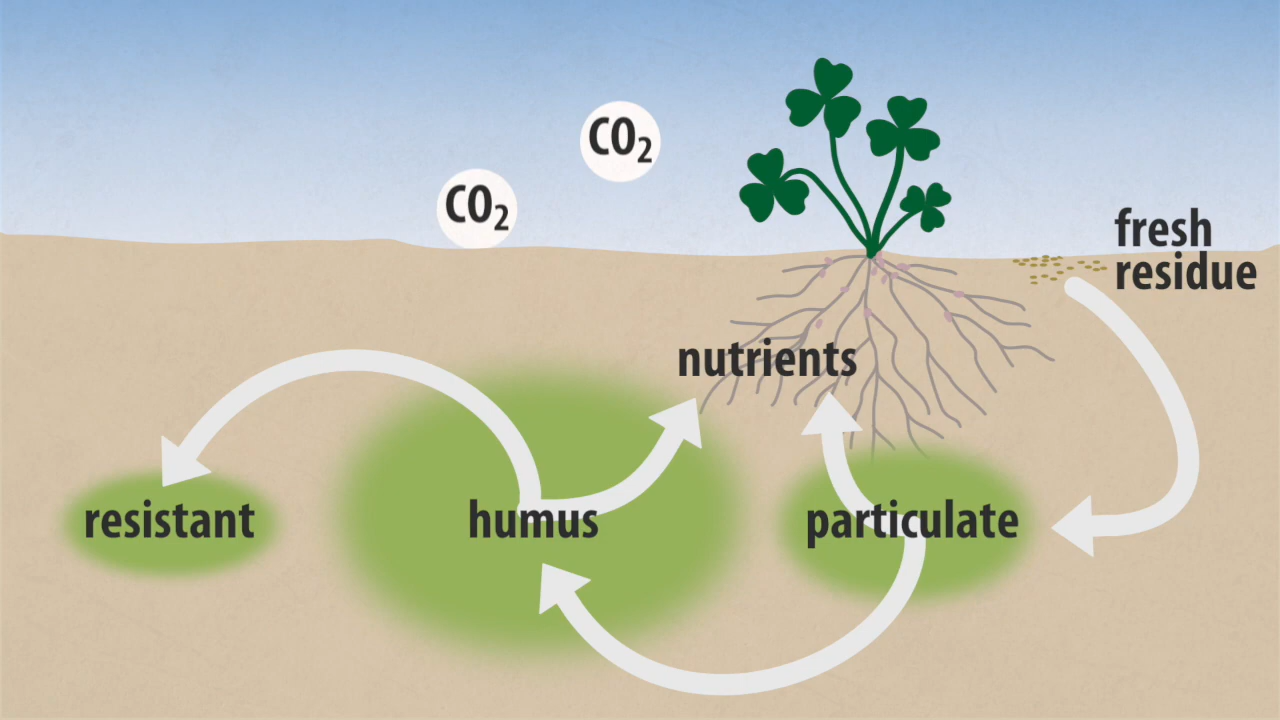 CO₂
CO₂
fresh
residue
nutrients
resistant
humus
particulate